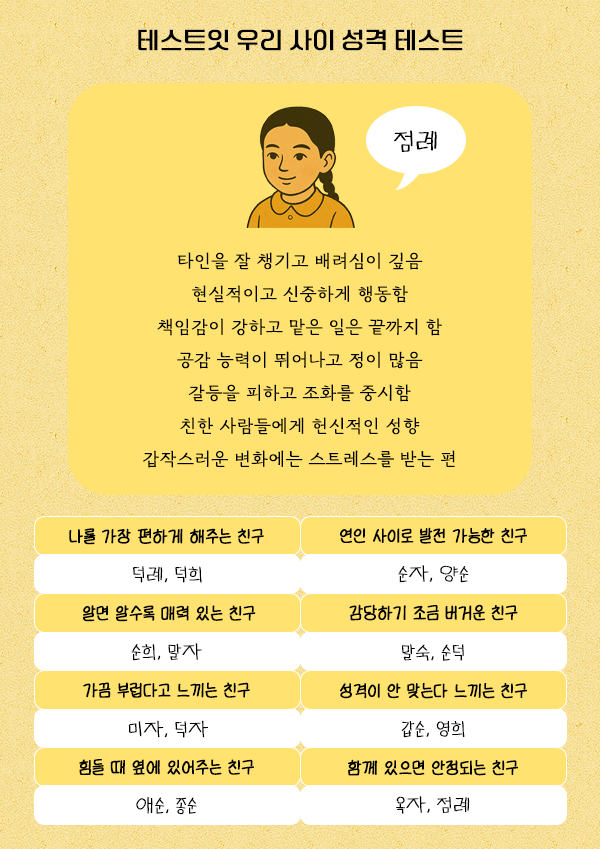 테스트잇 우리 사이 성격 테스트
점례
타인을 잘 챙기고 배려심이 깊음
현실적이고 신중하게 행동함
책임감이 강하고 맡은 일은 끝까지 함
공감 능력이 뛰어나고 정이 많음
갈등을 피하고 조화를 중시함
친한 사람들에게 헌신적인 성향
갑작스러운 변화에는 스트레스를 받는 편
나를 가장 편하게 해주는 친구
연인 사이로 발전 가능한 친구
덕례, 덕희
순자, 양순
알면 알수록 매력 있는 친구
감당하기 조금 버거운 친구
순희, 말자
말숙, 순덕
가끔 부럽다고 느끼는 친구
성격이 안 맞는다 느끼는 친구
미자, 덕자
갑순, 영희
힘들 때 옆에 있어주는 친구
함께 있으면 안정되는 친구
애순, 종순
옥자, 점례